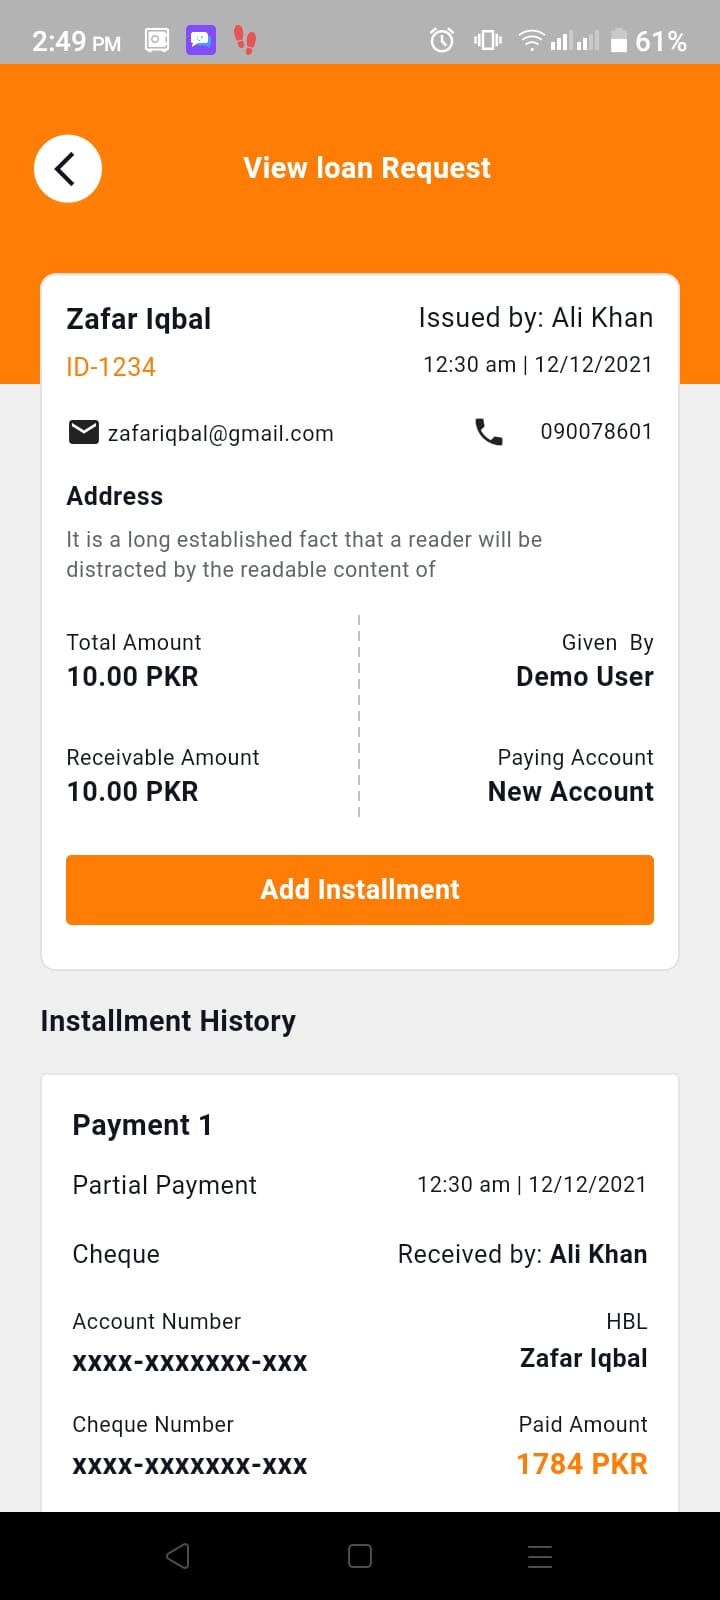 2:49 PM 61%
View loan Request
Zafar Iqbal Issued by: Ali Khan
ID-1234 12:30 am | 12/12/2021
zafariqbal@gmail.com 090078601
Address
It is a long established fact that a reader will be
distracted by the readable content of
Total Amount Given By
10.00 PKR Demo User
Receivable Amount Paying Account
10.00 PKR New Account
Add Installment
Installment History
Payment 1
Partial Payment 12:30 am | 12/12/2021
Cheque Received by: Ali Khan
Account Number HBL
xxxx-xxxxxxx-xxx Zafar Iqbal
Cheque Number Paid Amount
xxxx-xxxxxxx-xxx 1784 PKR